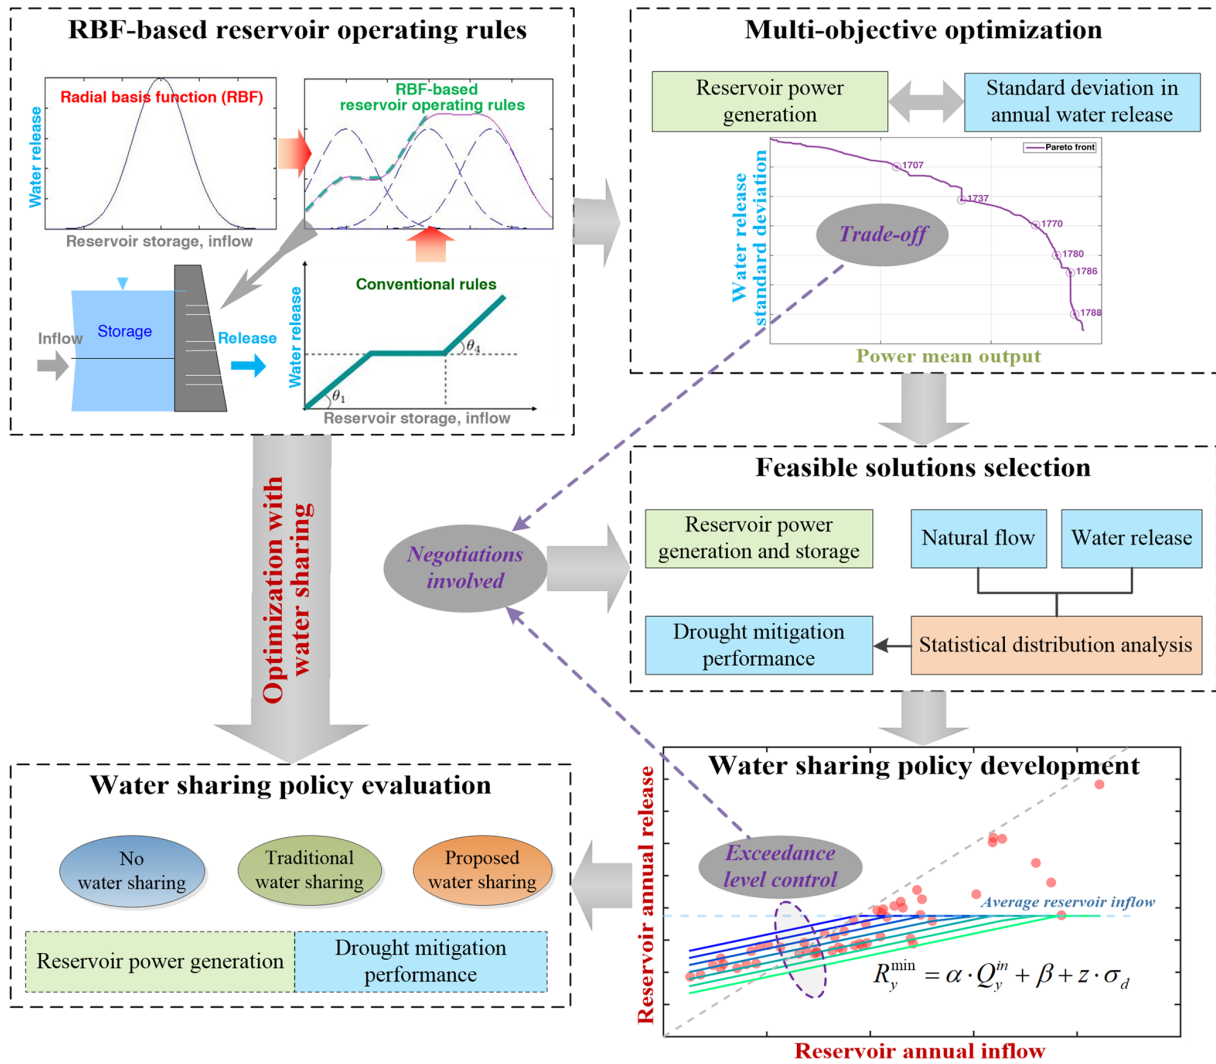 RBF-based reservoir operating rules
Radial basis function (RBF)
Water release
Reservoir storage, inflow
RBF-based
reservoir operating rules
Inflow
Storage
Release
Conventional rules
Water release
θ1
θ4
Reservoir storage, inflow
Multi-objective optimization
Reservoir power
generation
Standard deviation in
annual water release
Pareto front
1707
1737
1770
1780
1786
1788
Trade-off
Water release
standard deviation
Power mean output
Optimization with
water sharing
Negotiations
involved
Feasible solutions selection
Reservoir power
generation and storage
Natural flow
Water release
Drought mitigation
performance
Statistical distribution analysis
Water sharing policy evaluation
No
water sharing
Traditional
water sharing
Proposed
water sharing
Reservoir power generation
Drought mitigation
performance
Water sharing policy development
Exceedance
level control
Average reservoir inflow
R_y^min = α · Q_y^in + β + z · σ_d
Reservoir annual release
Reservoir annual inflow